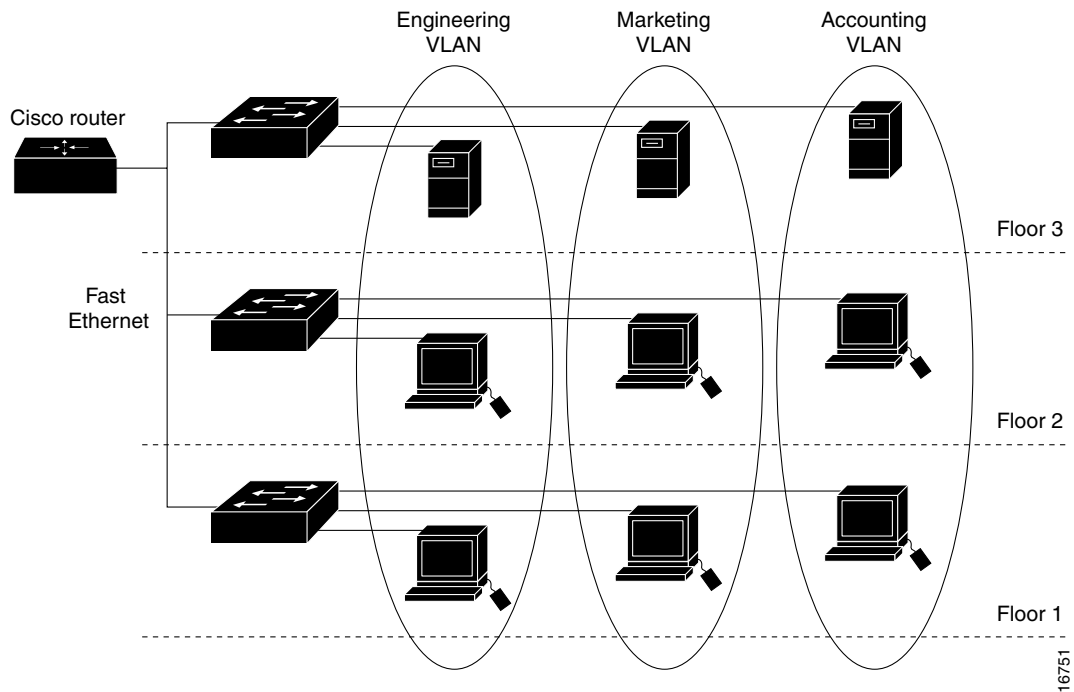 Engineering
VLAN
Marketing
VLAN
Accounting
VLAN
Cisco router
Floor 3
Fast
Ethernet
Floor 2
Floor 1
16751